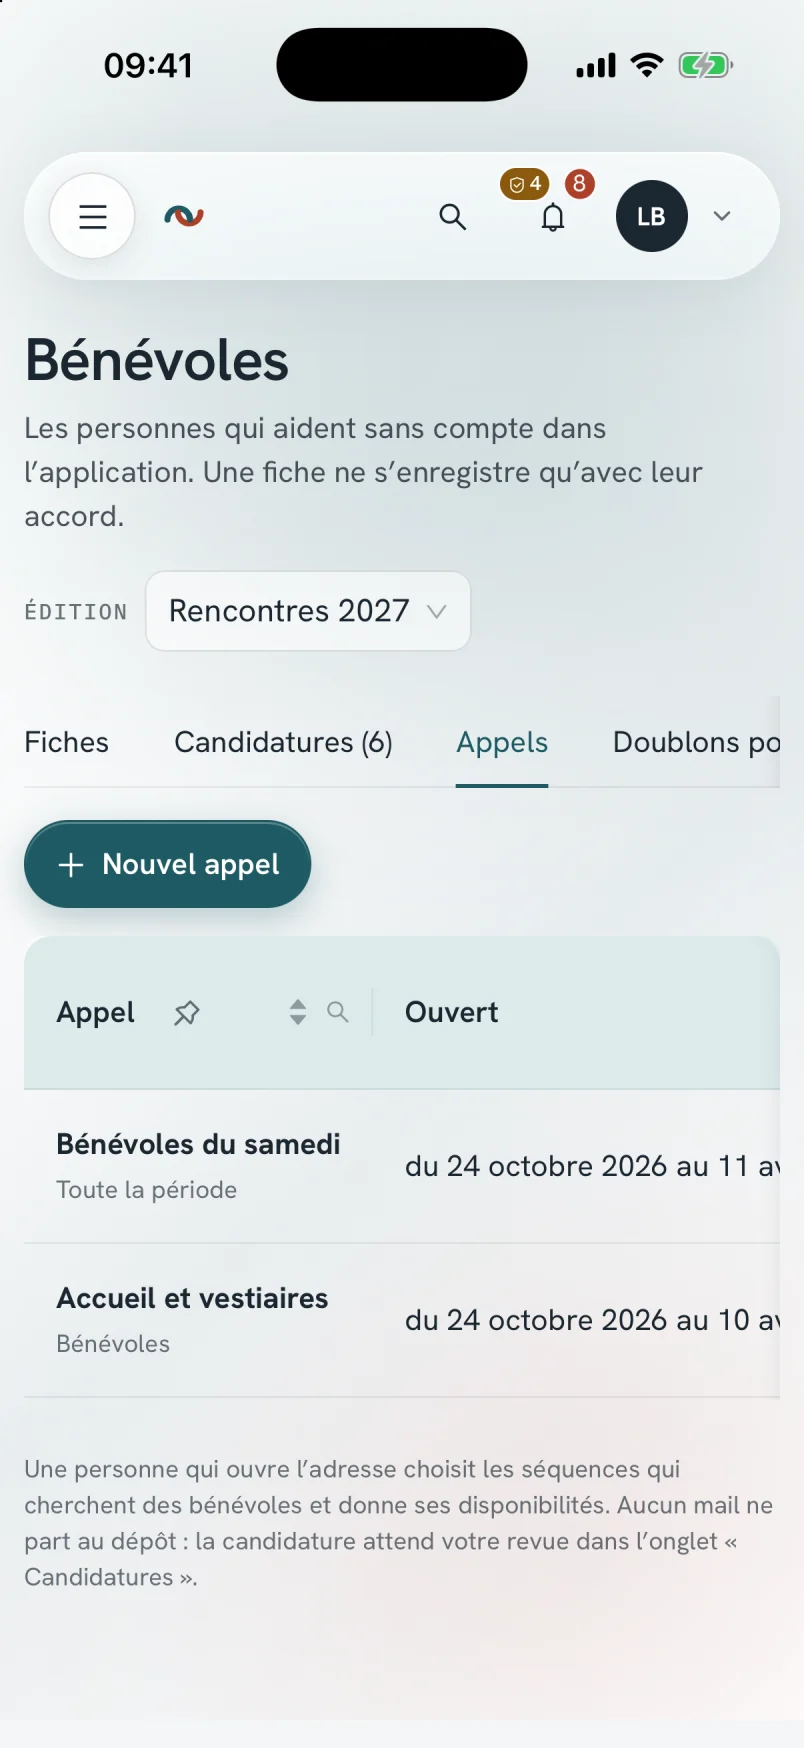 09:41
4
8
LB
Bénévoles
Les personnes qui aident sans compte dans
l’application. Une fiche ne s’enregistre qu’avec leur
accord.
ÉDITION
Rencontres 2027
Fiches
Candidatures (6)
Appels
Doublons po
+ Nouvel appel
Appel
Ouvert
Bénévoles du samedi
Toute la période
du 24 octobre 2026 au 11 av
Accueil et vestiaires
Bénévoles
du 24 octobre 2026 au 10 av
Une personne qui ouvre l’adresse choisit les séquences qui
cherchent des bénévoles et donne ses disponibilités. Aucun mail ne
part au dépôt : la candidature attend votre revue dans l’onglet «
Candidatures ».